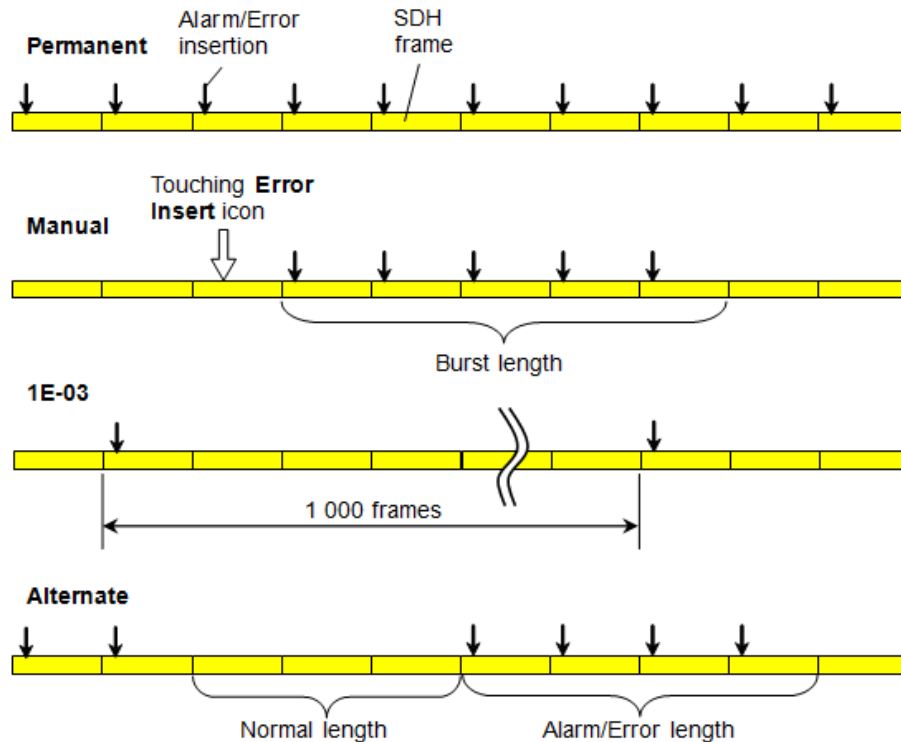 Permanent
Alarm/Error
insertion
SDH
frame
Manual
Touching Error
Insert icon
Burst length
1E-03
1 000 frames
Alternate
Normal length
Alarm/Error length